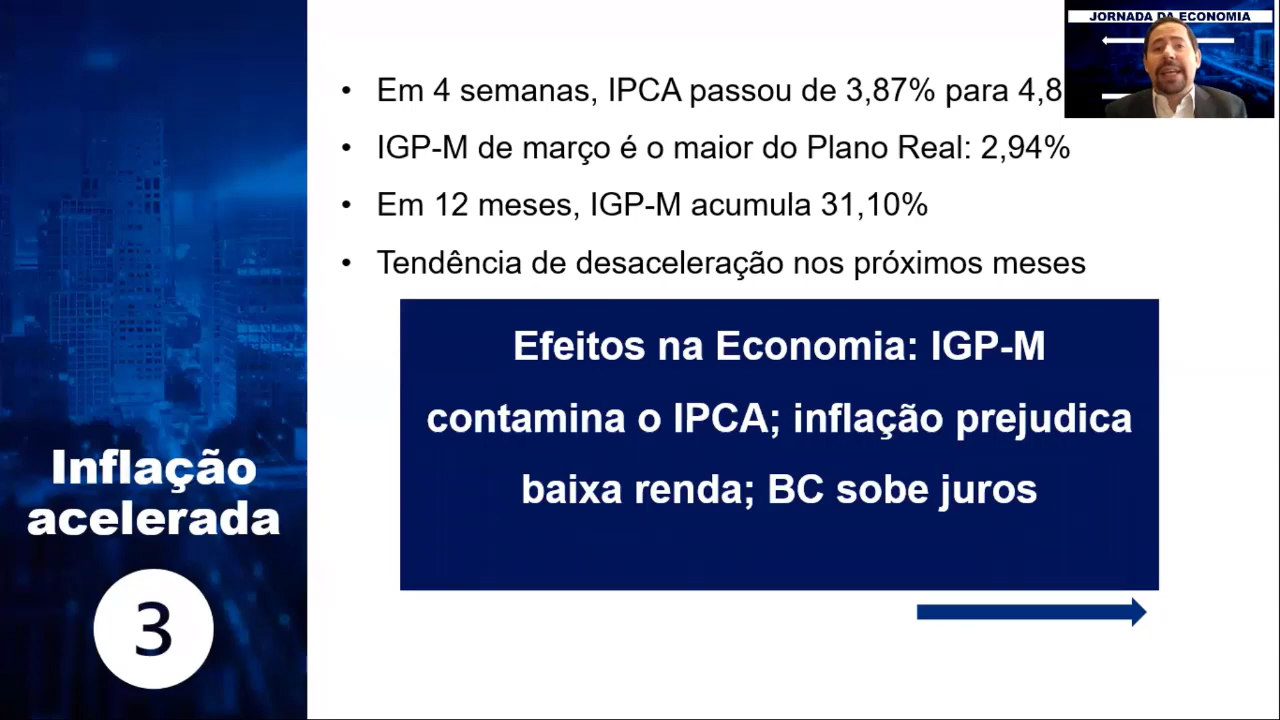 JORNADA DA ECONOMIA
• Em 4 semanas, IPCA passou de 3,87% para 4,8
• IGP-M de março é o maior do Plano Real: 2,94%
• Em 12 meses, IGP-M acumula 31,10%
• Tendência de desaceleração nos próximos meses
Efeitos na Economia: IGP-M
contamina o IPCA; inflação prejudica
baixa renda; BC sobe juros
Inflação
acelerada
3